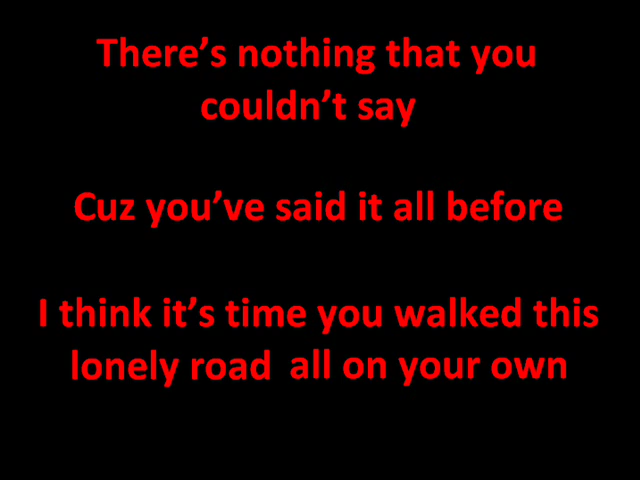 There’s nothing that you
couldn’t say
Cuz you’ve said it all before
I think it’s time you walked this
lonely road all on your own